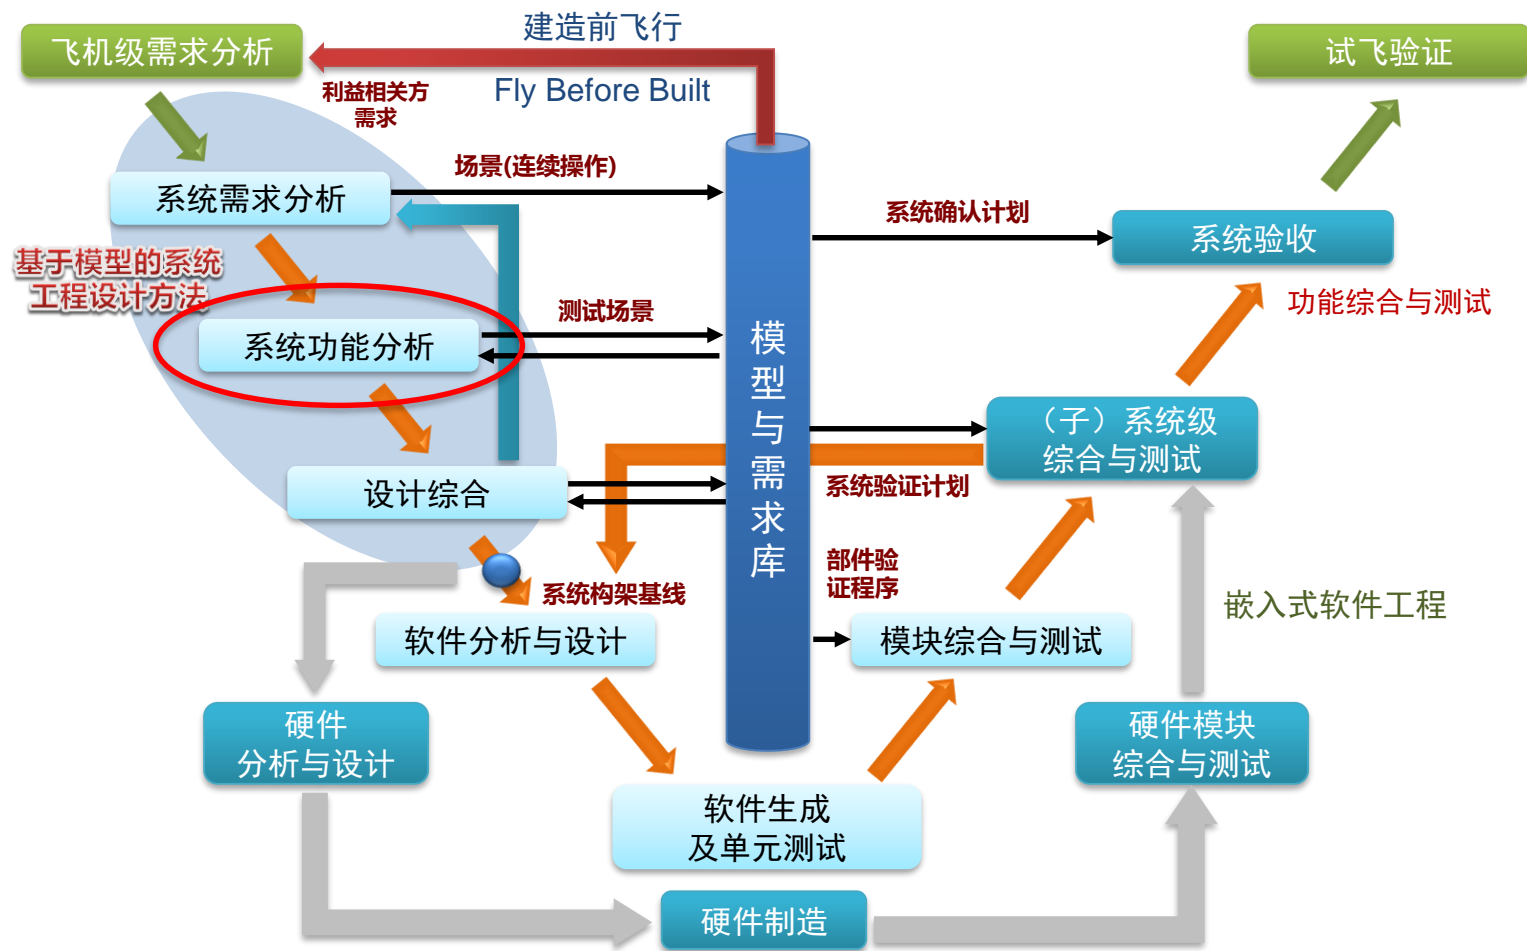 建造前飞行
飞机级需求分析
试飞验证
Fly Before Built
利益相关方
需求
场景(连续操作)
系统需求分析
系统确认计划
系统验收
基于模型的系统
工程设计方法
测试场景
功能综合与测试
系统功能分析
模
型
与
需
求
库
（子）系统级
综合与测试
系统验证计划
设计综合
部件验
证程序
系统构架基线
嵌入式软件工程
软件分析与设计
模块综合与测试
硬件
分析与设计
硬件模块
综合与测试
软件生成
及单元测试
硬件制造